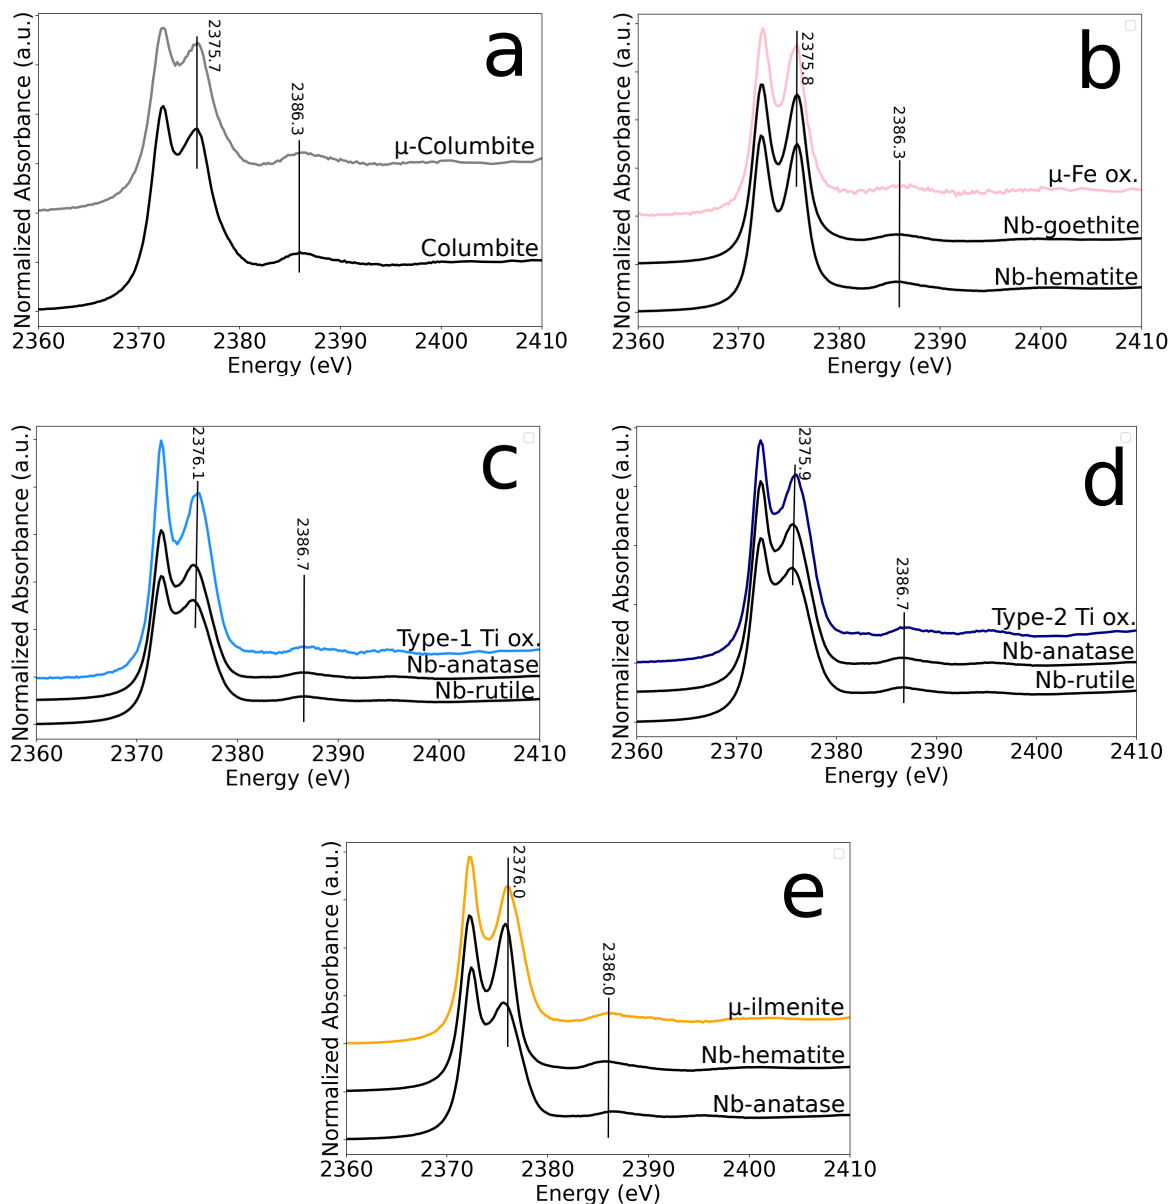 a
2375.7
2386.3
μ-Columbite
Columbite
Normalized Absorbance (a.u.)
2360 2370 2380 2390 2400 2410
Energy (eV)
b
2375.8
2386.3
μ-Fe ox.
Nb-goethite
Nb-hematite
Normalized Absorbance (a.u.)
2360 2370 2380 2390 2400 2410
Energy (eV)
c
2376.1
2386.7
Type-1 Ti ox.
Nb-anatase
Nb-rutile
Normalized Absorbance (a.u.)
2360 2370 2380 2390 2400 2410
Energy (eV)
d
2375.9
2386.7
Type-2 Ti ox.
Nb-anatase
Nb-rutile
Normalized Absorbance (a.u.)
2360 2370 2380 2390 2400 2410
Energy (eV)
e
2376.0
2386.0
μ-ilmenite
Nb-hematite
Nb-anatase
Normalized Absorbance (a.u.)
2360 2370 2380 2390 2400 2410
Energy (eV)